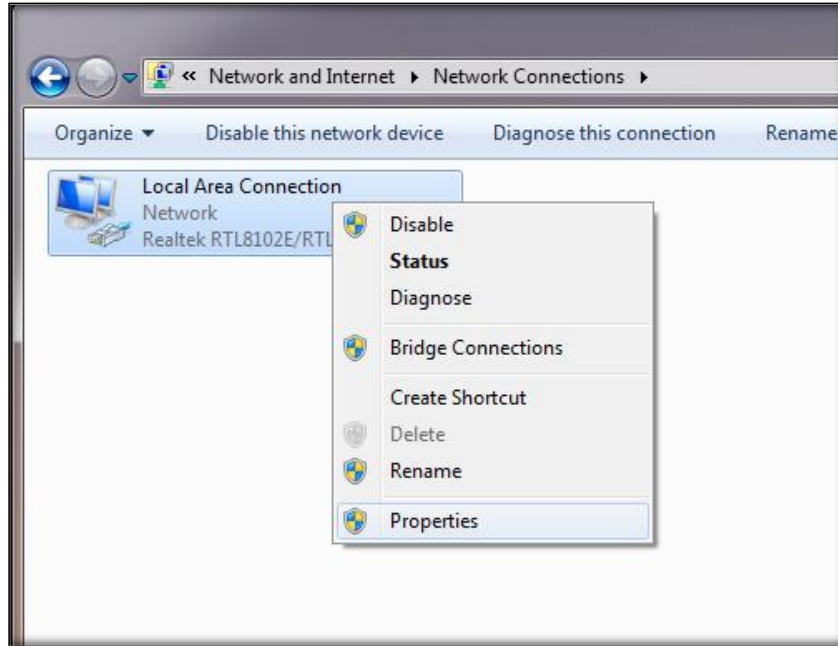 « Network and Internet ▸ Network Connections ▸
Organize ▾ Disable this network device Diagnose this connection Rename
Local Area Connection
Network
Realtek RTL8102E/RTL
Disable
Status
Diagnose
Bridge Connections
Create Shortcut
Delete
Rename
Properties